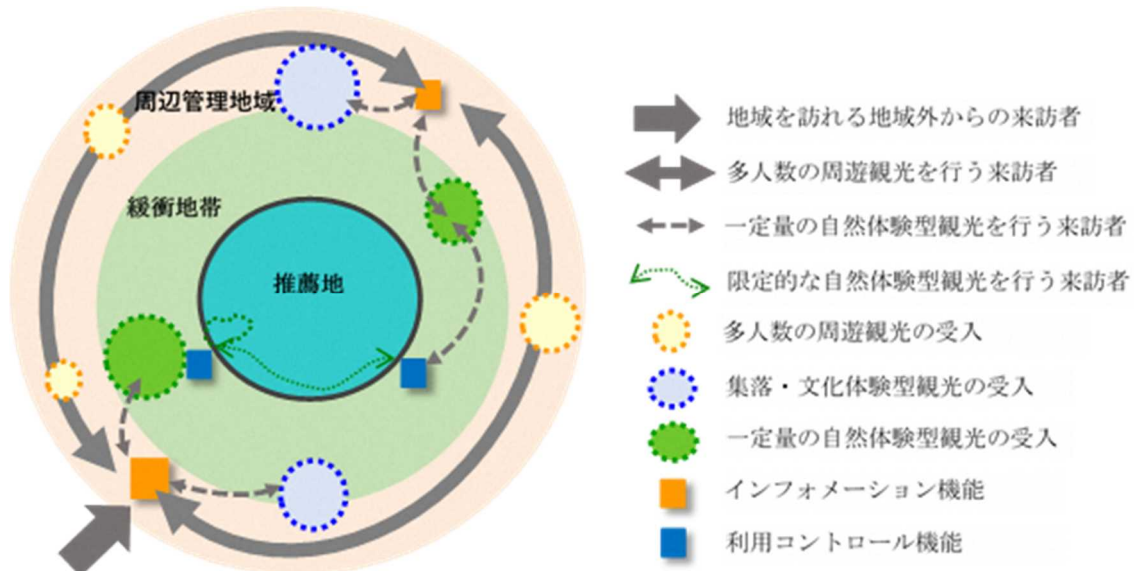 周辺管理地域
緩衝地帯
推薦地
地域を訪れる地域外からの来訪者
多人数の周遊観光を行う来訪者
一定量の自然体験型観光を行う来訪者
限定的な自然体験型観光を行う来訪者
多人数の周遊観光の受入
集落・文化体験型観光の受入
一定量の自然体験型観光の受入
インフォメーション機能
利用コントロール機能